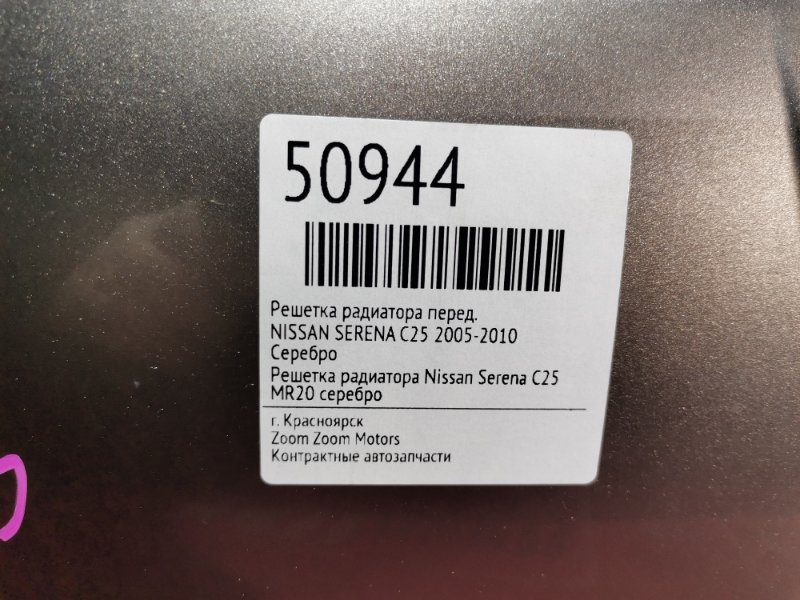 50944
Решетка радиатора перед.
NISSAN SERENA C25 2005-2010
Серебро
Решетка радиатора Nissan Serena C25
MR20 серебро
г. Красноярск
Zoom Zoom Motors
Контрактные автозапчасти